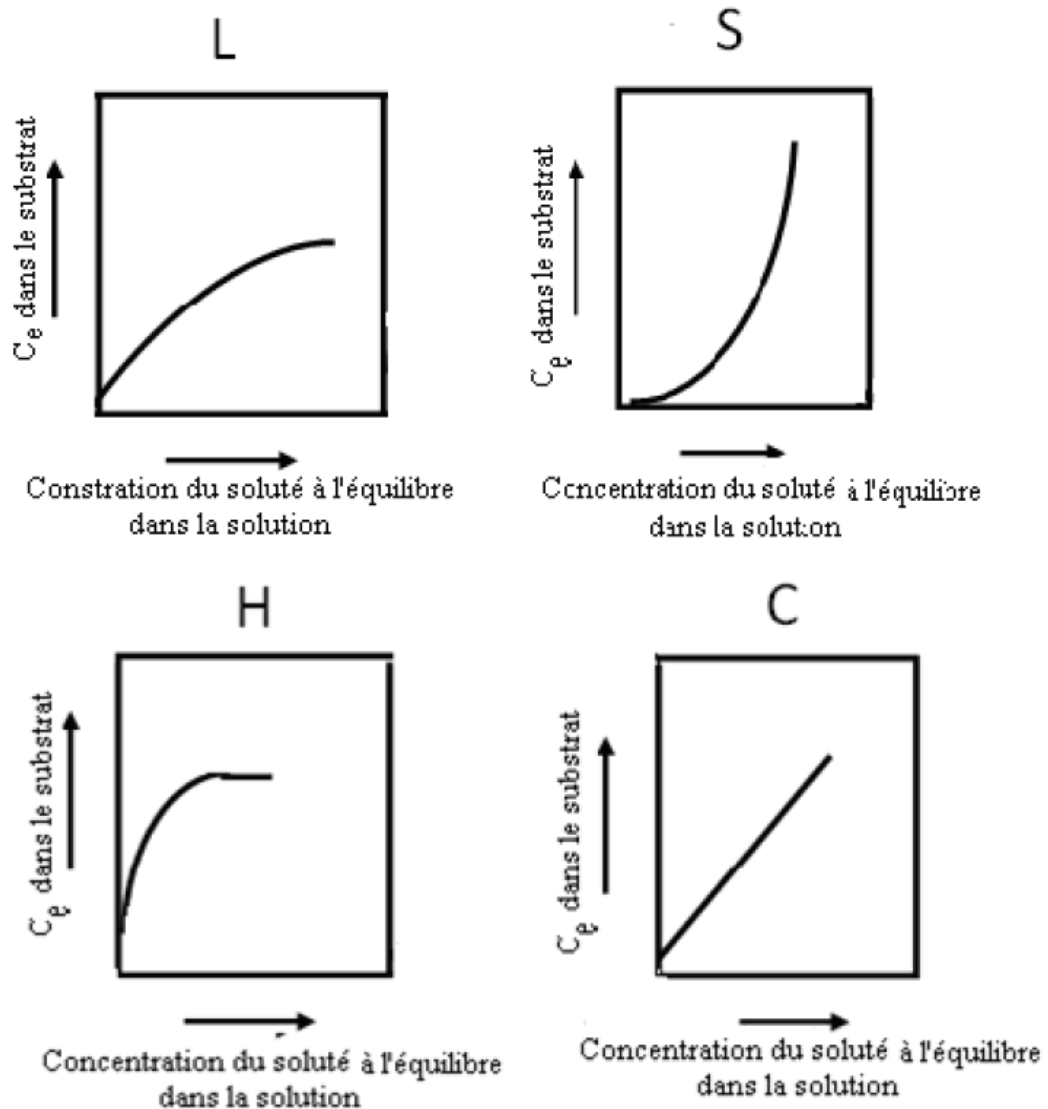 L
S
Ce dans le substrat
Ce dans le substrat
Constration du soluté à l'équilibre
dans la solution
Concentration du soluté à l'équilibre
dans la solution
H
C
Ce dans le substrat
Ce dans le substrat
Concentration du soluté à l'équilibre
dans la solution
Concentration du soluté à l'équilibre
dans la solution